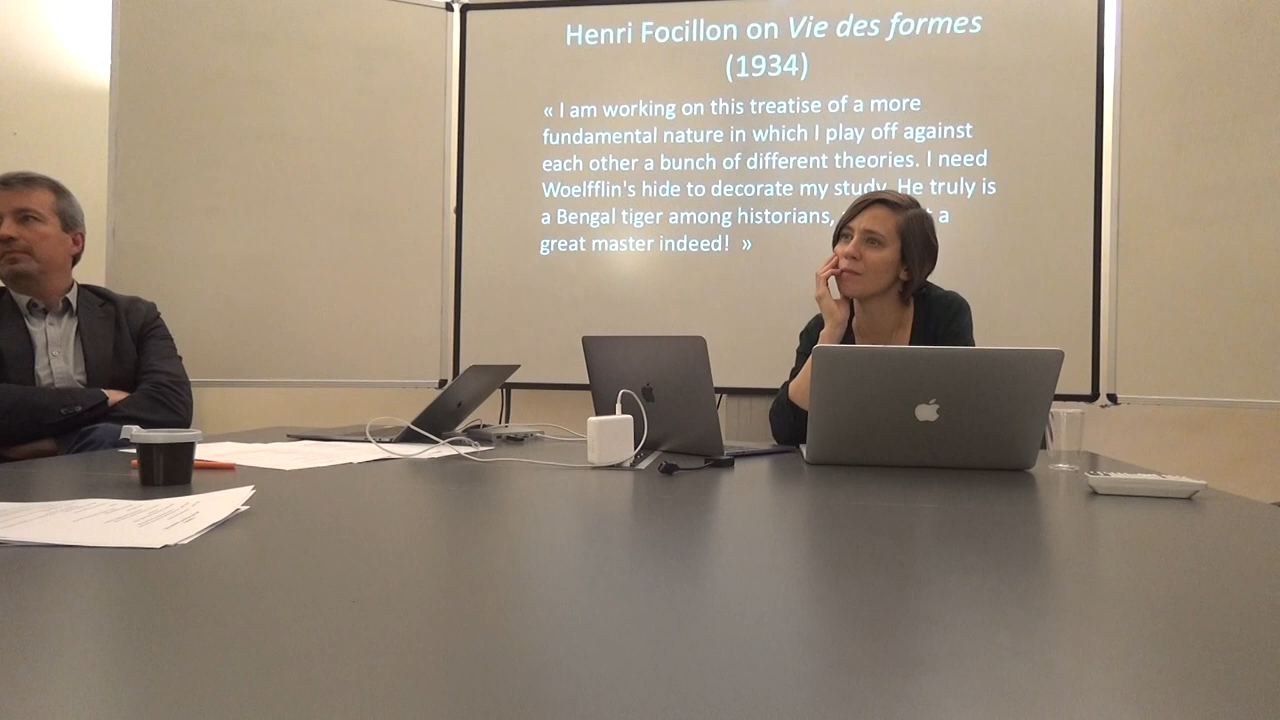 Henri Focillon on Vie des formes
(1934)
« I am working on this treatise of a more
fundamental nature in which I play off against
each other a bunch of different theories. I need
Woelfflin's hide to decorate my study. He truly is
a Bengal tiger among historians, a
great master indeed! »